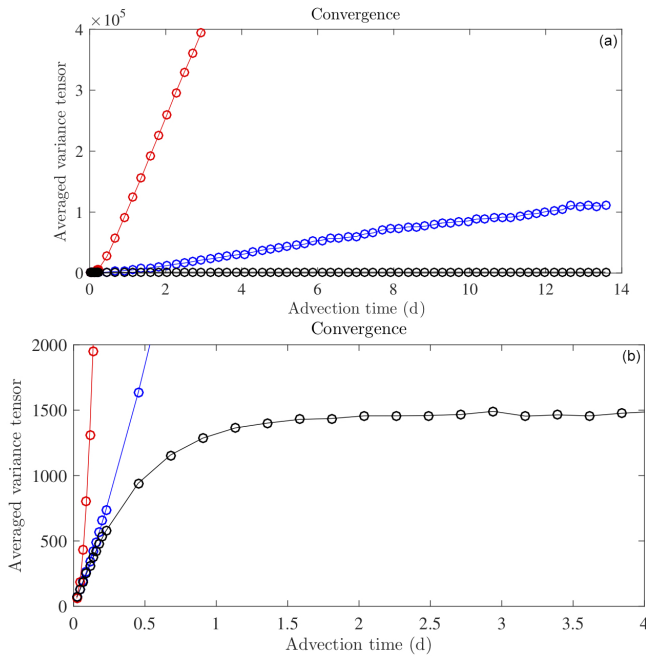 Convergence
×10⁵
(a)
4
3
2
1
0
Averaged variance tensor
0 2 4 6 8 10 12 14
Advection time (d)
Convergence
(b)
2000
1500
1000
500
0
Averaged variance tensor
0 0.5 1 1.5 2 2.5 3 3.5 4
Advection time (d)